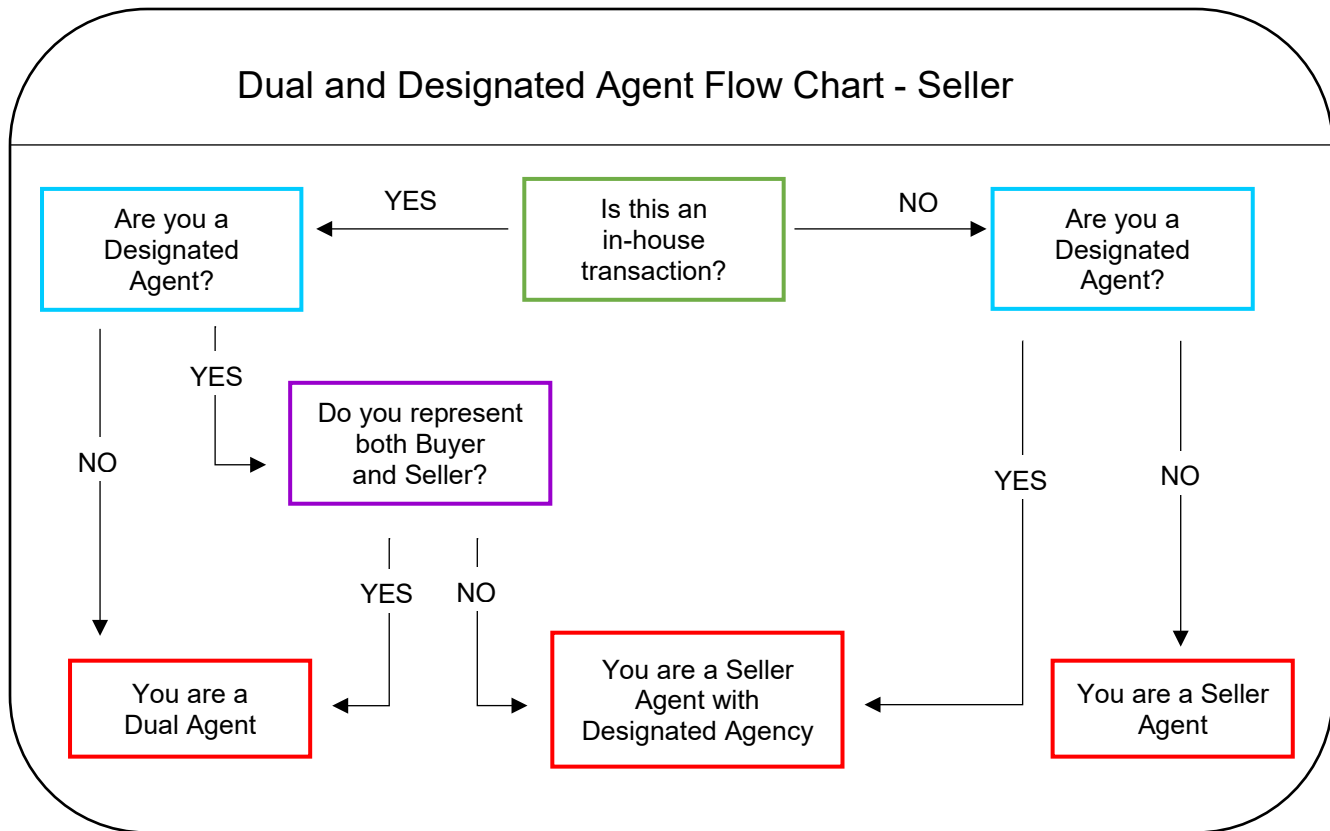 Dual and Designated Agent Flow Chart - Seller
Are you a
Designated
Agent?
YES
Is this an
in-house
transaction?
NO
Are you a
Designated
Agent?
YES
NO
Do you represent
both Buyer
and Seller?
YES
NO
YES
NO
You are a
Dual Agent
You are a Seller
Agent with
Designated Agency
You are a Seller
Agent